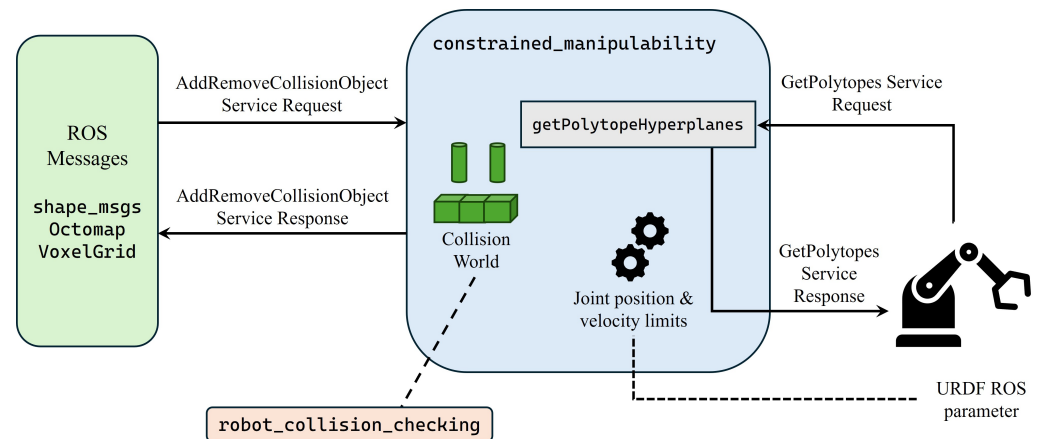 constrained_manipulability
AddRemoveCollisionObject
Service Request
ROS
Messages
shape_msgs
Octomap
VoxelGrid
AddRemoveCollisionObject
Service Response
getPolytopeHyperplanes
GetPolytopes Service
Request
Collision
World
Joint position &
velocity limits
GetPolytopes
Service
Response
URDF ROS
parameter
robot_collision_checking